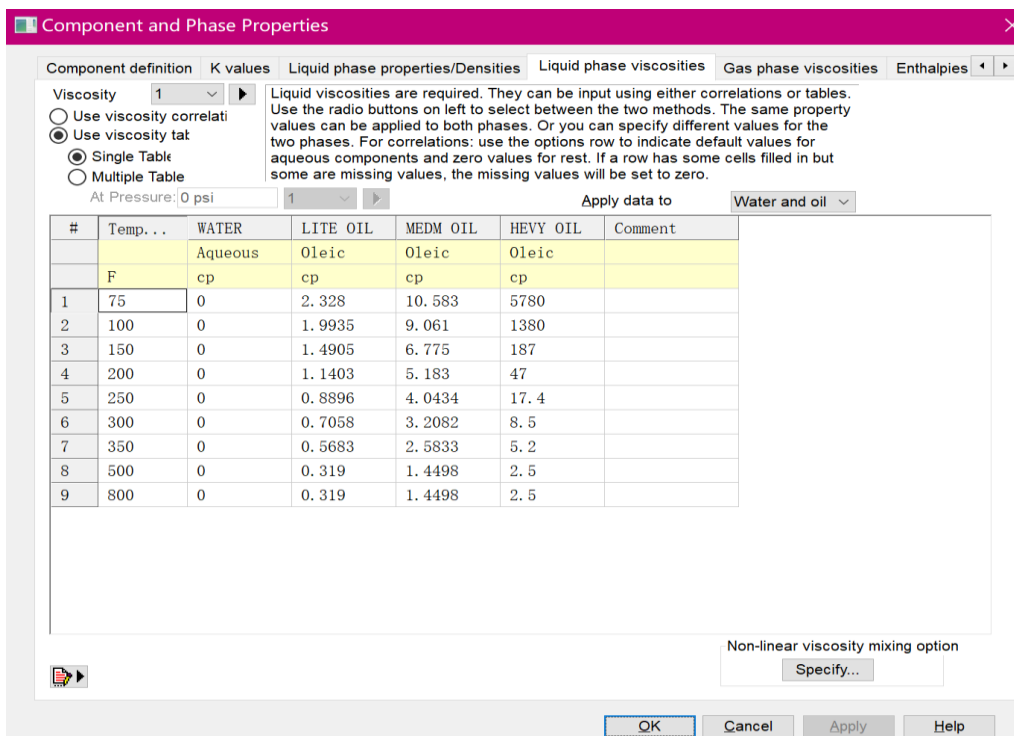 Component and Phase Properties
Component definition K values Liquid phase properties/Densities Liquid phase viscosities Gas phase viscosities Enthalpies
Viscosity 1
Use viscosity correlati
Use viscosity tab
Single Table
Multiple Table
Liquid viscosities are required. They can be input using either correlations or tables.
Use the radio buttons on left to select between the two methods. The same property
values can be applied to both phases. Or you can specify different values for the
two phases. For correlations: use the options row to indicate default values for
aqueous components and zero values for rest. If a row has some cells filled in but
some are missing values, the missing values will be set to zero.
At Pressure: 0 psi 1 Apply data to Water and oil
# Temp... WATER LITE OIL MEDM OIL HEVY OIL Comment
Aqueous Oleic Oleic Oleic
F cp cp cp cp
1 75 0 2.328 10.583 5780
2 100 0 1.9935 9.061 1380
3 150 0 1.4905 6.775 187
4 200 0 1.1403 5.183 47
5 250 0 0.8896 4.0434 17.4
6 300 0 0.7058 3.2082 8.5
7 350 0 0.5683 2.5833 5.2
8 500 0 0.319 1.4498 2.5
9 800 0 0.319 1.4498 2.5
Non-linear viscosity mixing option
Specify...
OK Cancel Apply Help